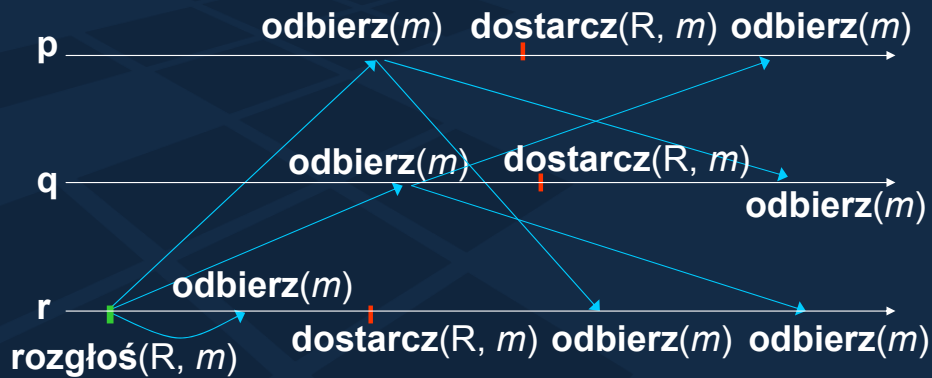 odbierz(m) dostarcz(R, m) odbierz(m)
p
odbierz(m) dostarcz(R, m)
q
odbierz(m)
odbierz(m)
r
dostarcz(R, m) odbierz(m) odbierz(m)
rozgłoś(R, m)